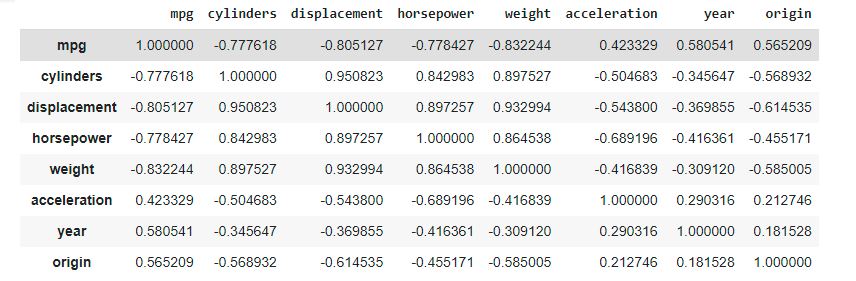 mpg cylinders displacement horsepower weight acceleration year origin
mpg 1.000000 -0.777618 -0.805127 -0.778427 -0.832244 0.423329 0.580541 0.565209
cylinders -0.777618 1.000000 0.950823 0.842983 0.897527 -0.504683 -0.345647 -0.568932
displacement -0.805127 0.950823 1.000000 0.897257 0.932994 -0.543800 -0.369855 -0.614535
horsepower -0.778427 0.842983 0.897257 1.000000 0.864538 -0.689196 -0.416361 -0.455171
weight -0.832244 0.897527 0.932994 0.864538 1.000000 -0.416839 -0.309120 -0.585005
acceleration 0.423329 -0.504683 -0.543800 -0.689196 -0.416839 1.000000 0.290316 0.212746
year 0.580541 -0.345647 -0.369855 -0.416361 -0.309120 0.290316 1.000000 0.181528
origin 0.565209 -0.568932 -0.614535 -0.455171 -0.585005 0.212746 0.181528 1.000000